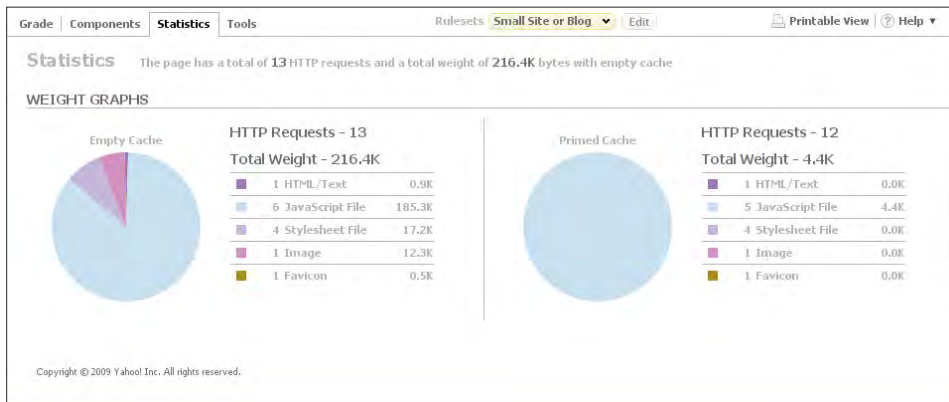 Grade Components Statistics Tools Rulesets Small Site or Blog Edit Printable View Help
Statistics The page has a total of 13 HTTP requests and a total weight of 216.4K bytes with empty cache
WEIGHT GRAPHS
Empty Cache
HTTP Requests - 13
Total Weight - 216.4K
1 HTML/Text 0.9K
6 JavaScript File 185.3K
4 Stylesheet File 17.2K
1 Image 12.3K
1 Favicon 0.5K
Primed Cache
HTTP Requests - 12
Total Weight - 4.4K
1 HTML/Text 0.0K
5 JavaScript File 4.4K
4 Stylesheet File 0.0K
1 Image 0.0K
1 Favicon 0.0K
Copyright © 2009 Yahoo! Inc. All rights reserved.